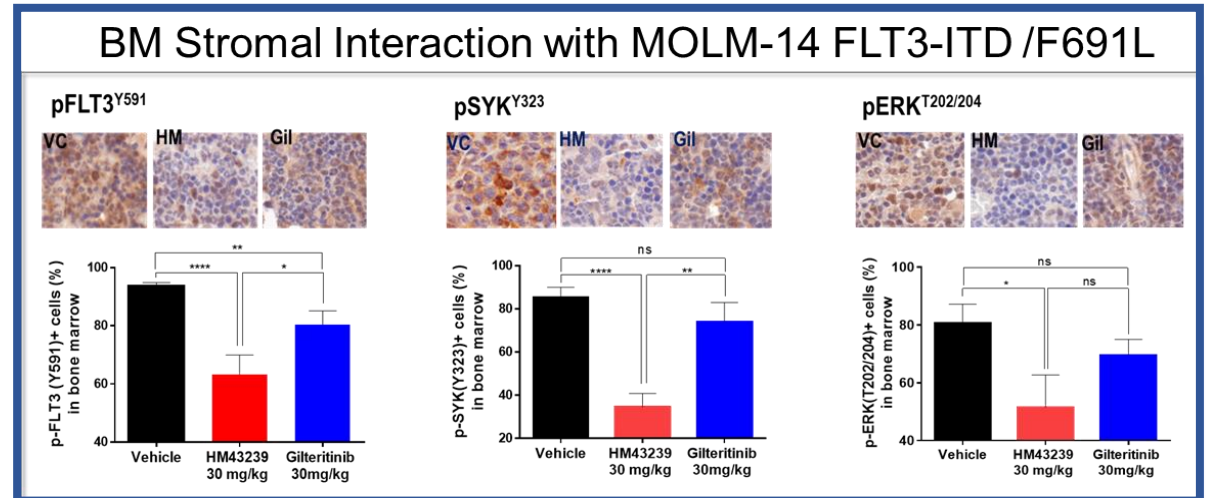 BM Stromal Interaction with MOLM-14 FLT3-ITD /F691L
pFLT3Y591
VC HM Gil
p-FLT3 (Y591)+ cells (%)
in bone marrow
100
80
60
40
**
****
*
Vehicle HM43239 Gilteritinib
30 mg/kg 30mg/kg
pSYKY323
VC HM Gil
p-SYK(Y323)+ cells (%)
in bone marrow
100
80
60
40
20
ns
****
**
Vehicle HM43239 Gilteritinib
30 mg/kg 30mg/kg
pERKT202/204
VC HM Gil
p-ERK(T202/204)+ cells (%)
in bone marrow
100
80
60
40
ns
*
ns
Vehicle HM43239 Gilteritinib
30 mg/kg 30mg/kg